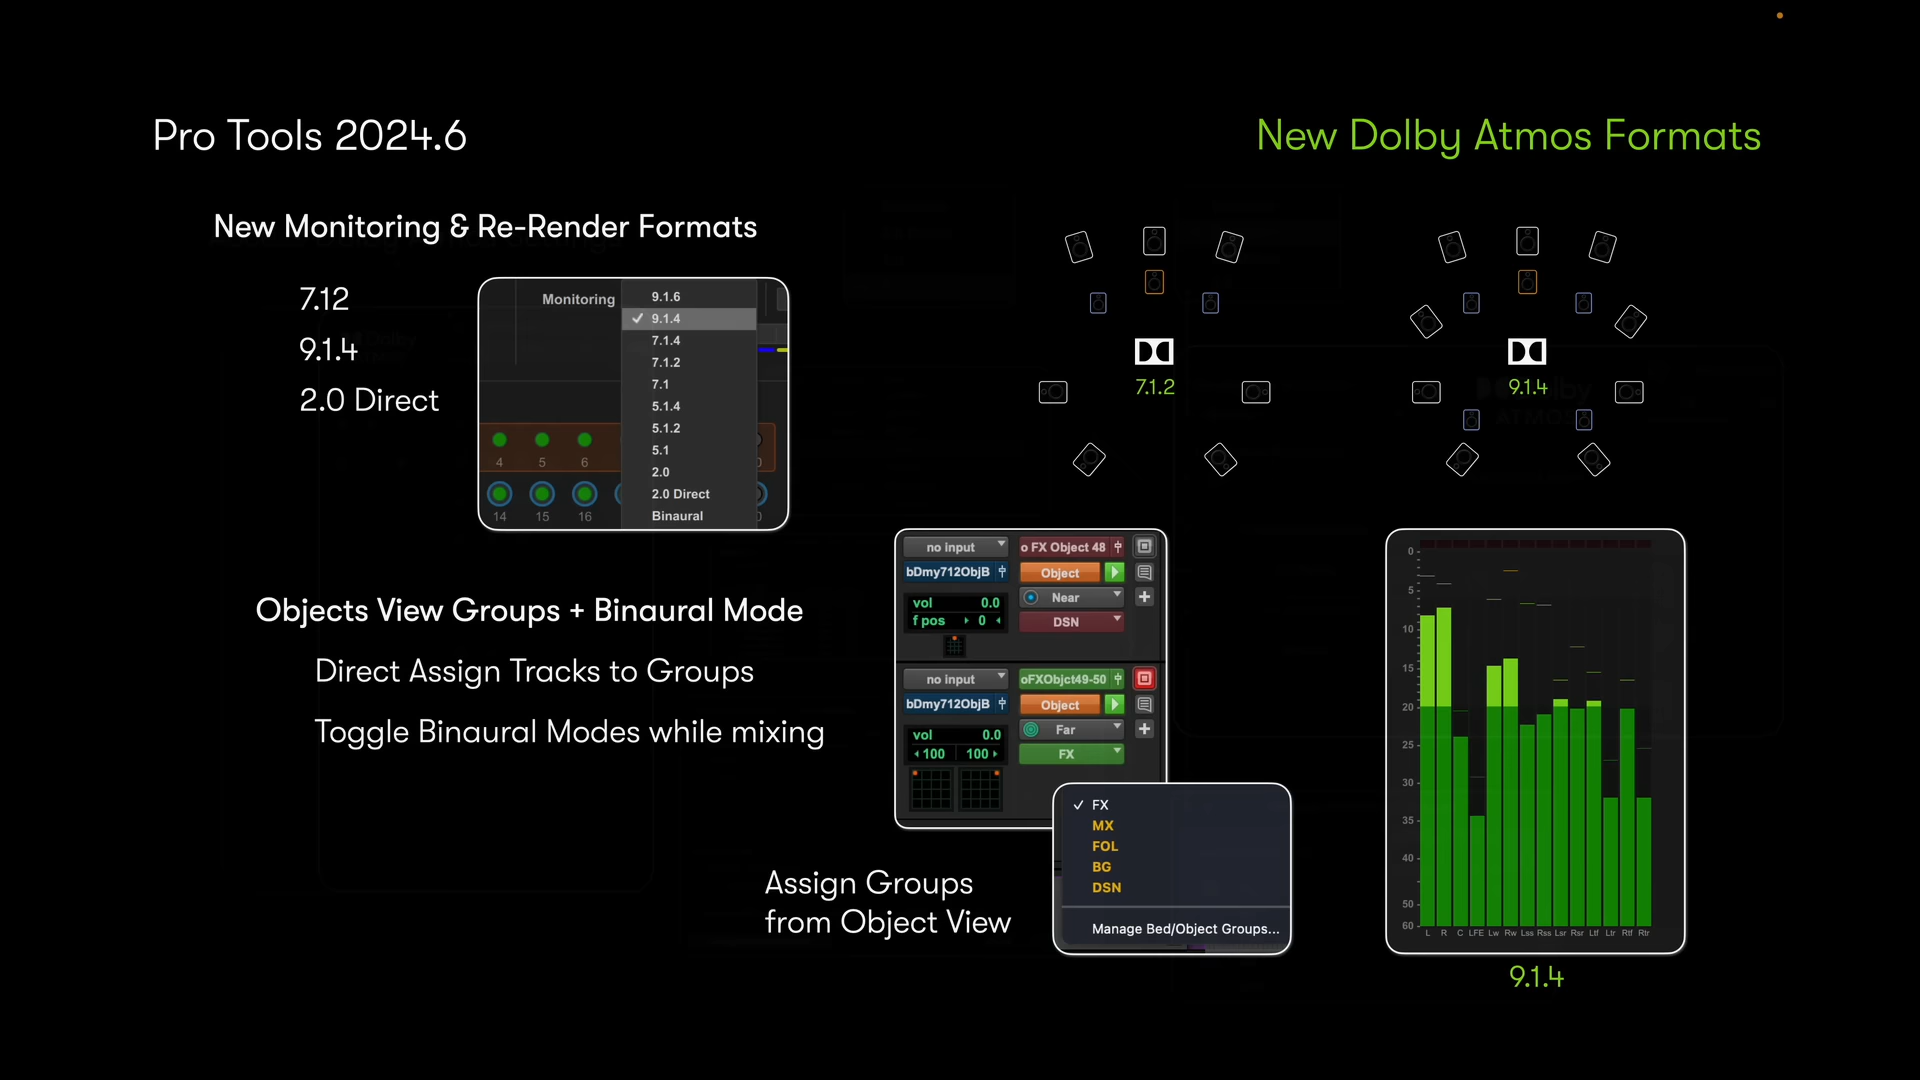 Pro Tools 2024.6
New Dolby Atmos Formats
New Monitoring & Re-Render Formats
7.12
9.1.4
2.0 Direct
Monitoring
9.1.6
✓ 9.1.4
7.1.4
7.1.2
7.1
5.1.4
5.1.2
5.1
2.0
2.0 Direct
Binaural
4 5 6
14 15 16
7.1.2
9.1.4
Objects View Groups + Binaural Mode
Direct Assign Tracks to Groups
Toggle Binaural Modes while mixing
no input
o FX Object 48
bDmy712ObjB
Object
vol 0.0
f pos 0
Near
DSN
no input
oFXObjct49-50
bDmy712ObjB
Object
vol 0.0
100 100
Far
FX
✓ FX
MX
FOL
BG
DSN
Manage Bed/Object Groups...
Assign Groups
from Object View
0
5
10
15
20
25
30
35
40
50
60
L R C LFE Lw Rw Lss Rss Lsr Rsr Ltf Ltr Rtf Rtr
9.1.4